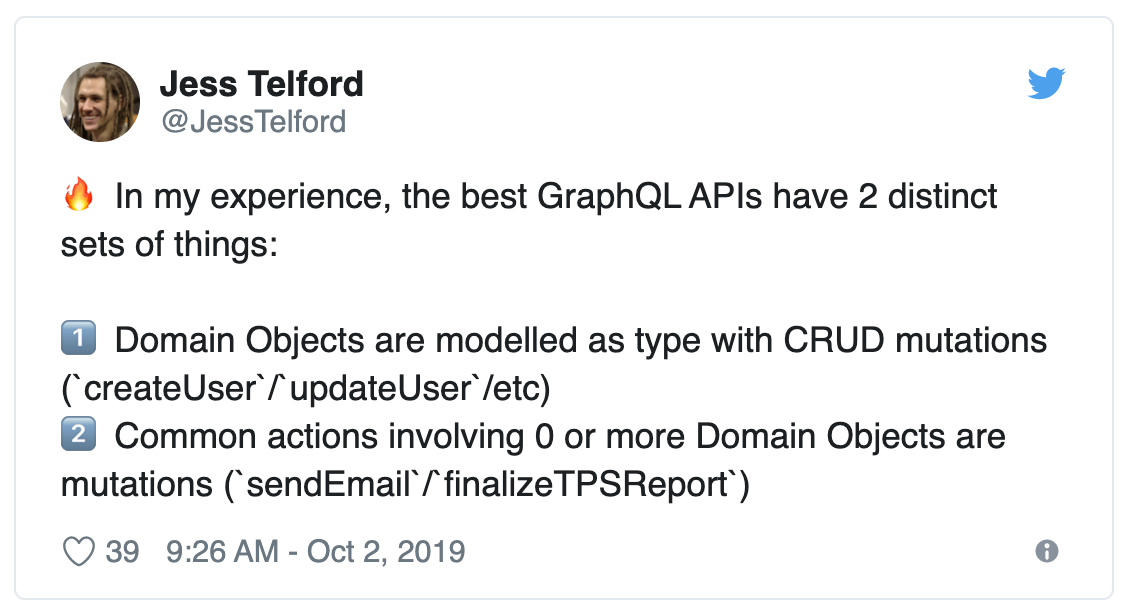 Jess Telford
@JessTelford
🔥 In my experience, the best GraphQL APIs have 2 distinct
sets of things:
1️⃣ Domain Objects are modelled as type with CRUD mutations
(`createUser`/`updateUser`/etc)
2️⃣ Common actions involving 0 or more Domain Objects are
mutations (`sendEmail`/`finalizeTPSReport`)
39 9:26 AM - Oct 2, 2019